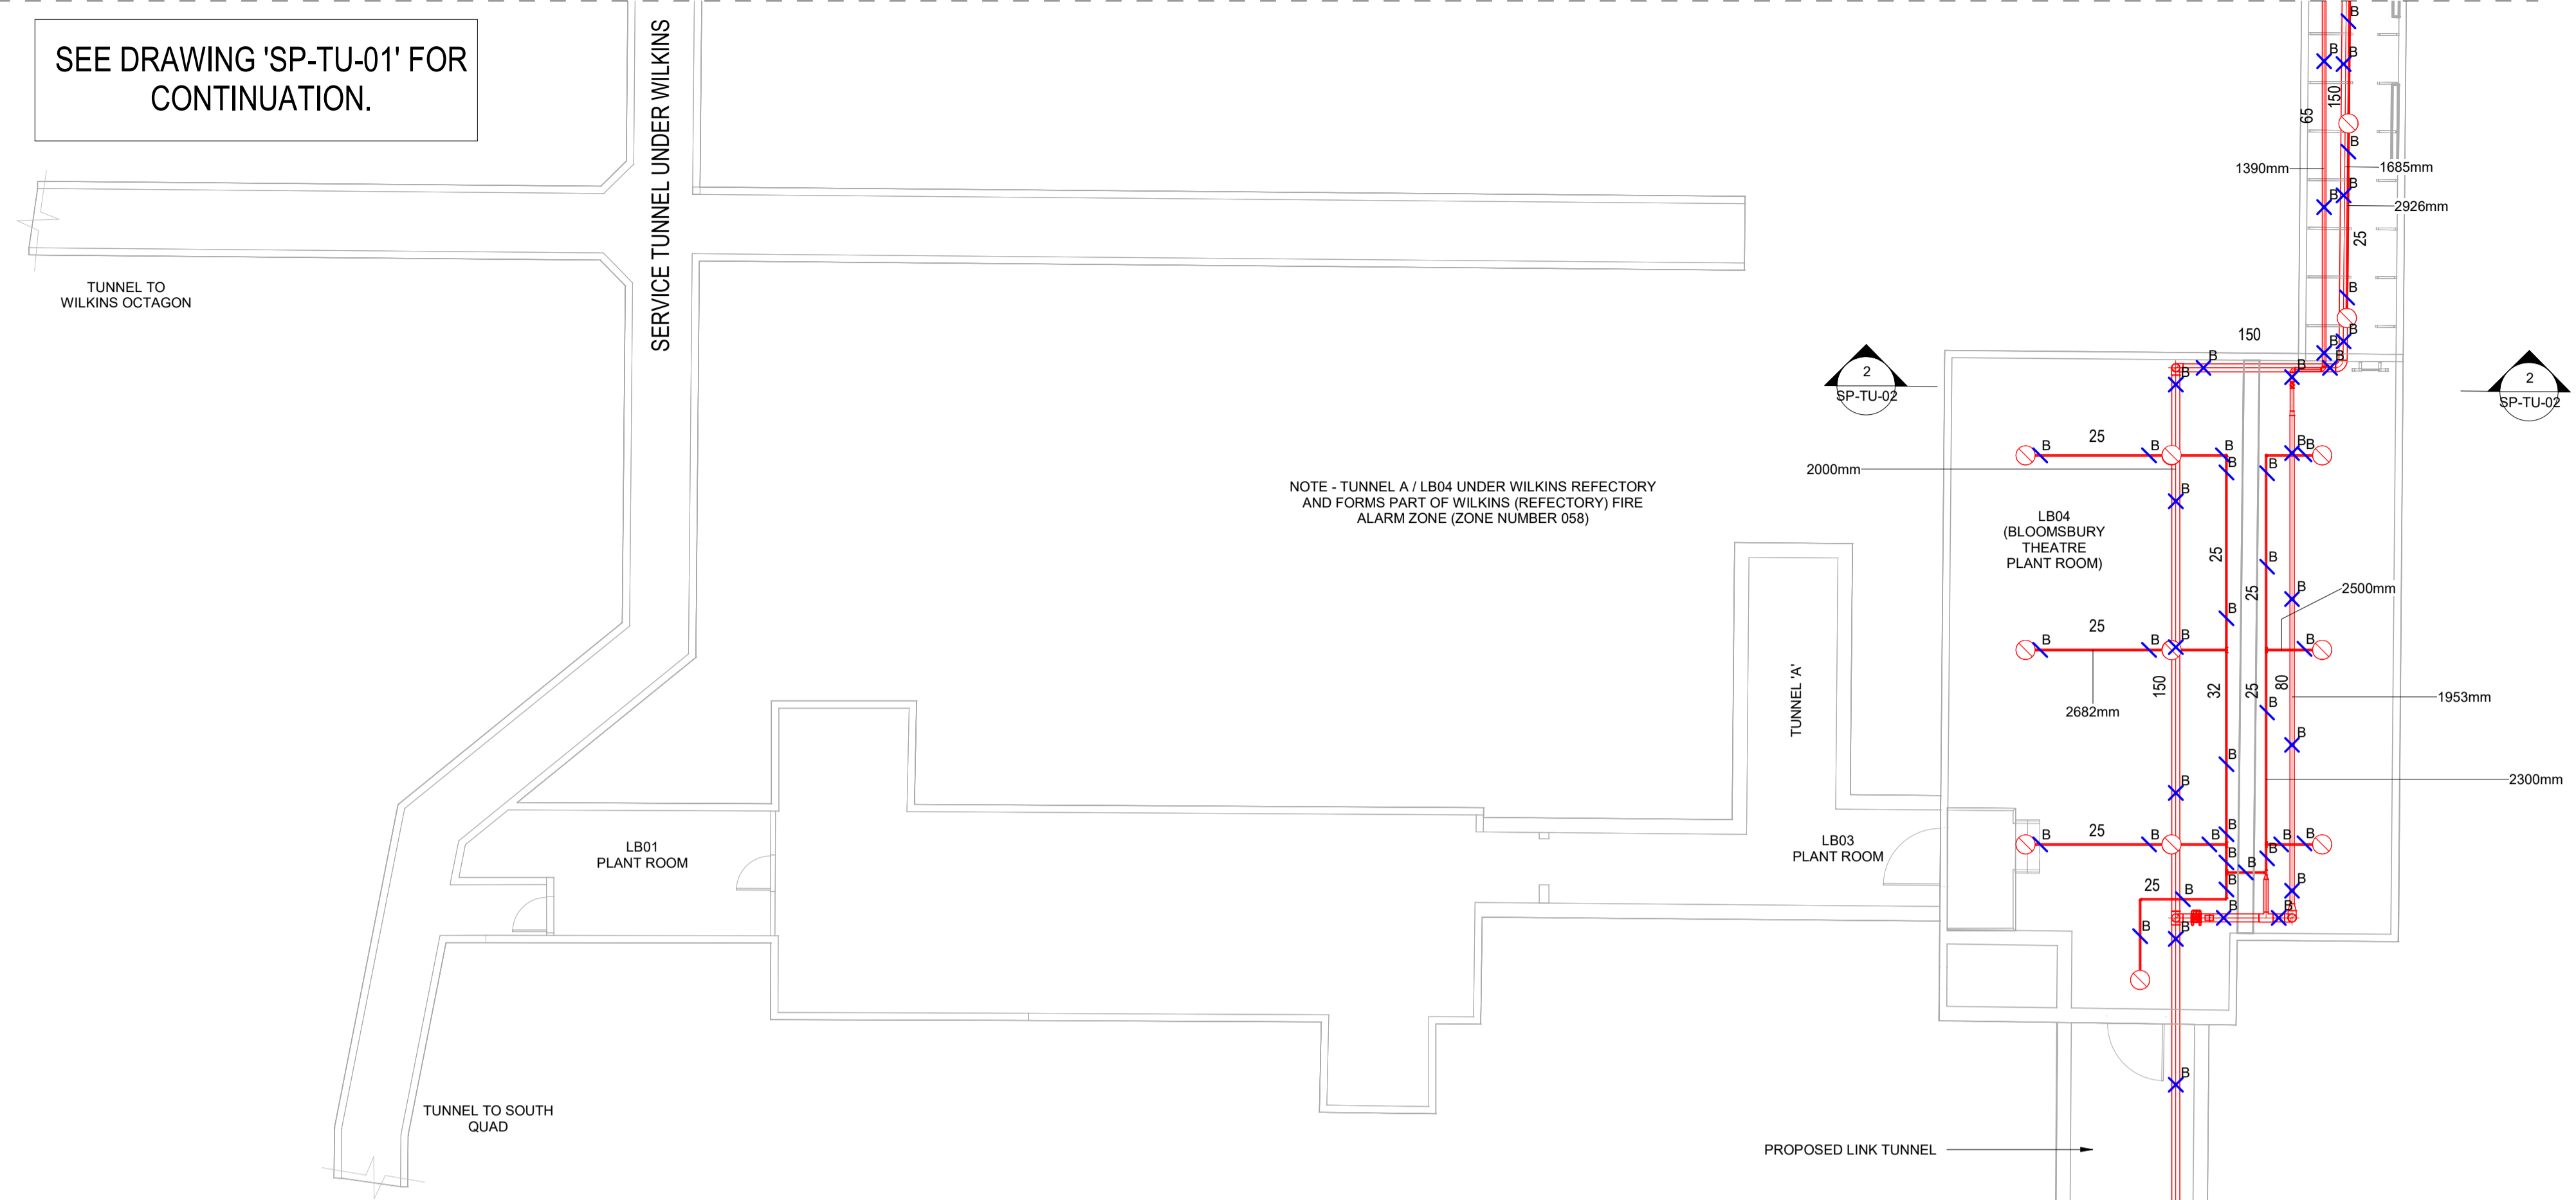 SEE DRAWING 'SP-TU-01' FOR
CONTINUATION.
SERVICE TUNNEL UNDER WILKINS
TUNNEL TO
WILKINS OCTAGON
NOTE - TUNNEL A / LB04 UNDER WILKINS REFECTORY
AND FORMS PART OF WILKINS (REFECTORY) FIRE
ALARM ZONE (ZONE NUMBER 058)
LB01
PLANT ROOM
TUNNEL TO SOUTH
QUAD
TUNNEL 'A'
LB03
PLANT ROOM
PROPOSED LINK TUNNEL
2
SP-TU-02
2
SP-TU-02
LB04
(BLOOMSBURY
THEATRE
PLANT ROOM)
B
B
B
65
150
B
1390mm
1685mm
B
B
2926mm
25
B
B
B
B
150
B
B
B
25
B
B
B
B
B
B
B
B
2000mm
B
25
25
B
B
2500mm
B
25
B
B
B
B
B
150
32
25
80
B
1953mm
2682mm
B
B
B
2300mm
B
25
B
B
B
B
B
B
B
B
B
25
B
B
B
B
B
B
B
B